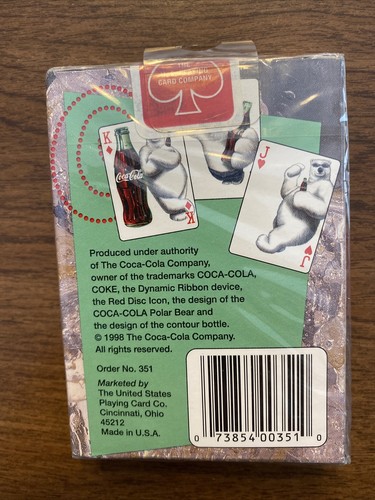 THE
PLAYING
CARD COMPANY
K
Coca-Cola
K
J
J
Produced under authority
of The Coca-Cola Company,
owner of the trademarks COCA-COLA,
COKE, the Dynamic Ribbon device,
the Red Disc Icon, the design of the
COCA-COLA Polar Bear and
the design of the contour bottle.
© 1998 The Coca-Cola Company.
All rights reserved.
Order No. 351
Marketed by
The United States
Playing Card Co.
Cincinnati, Ohio
45212
Made in U.S.A.
0 73854 00351 0